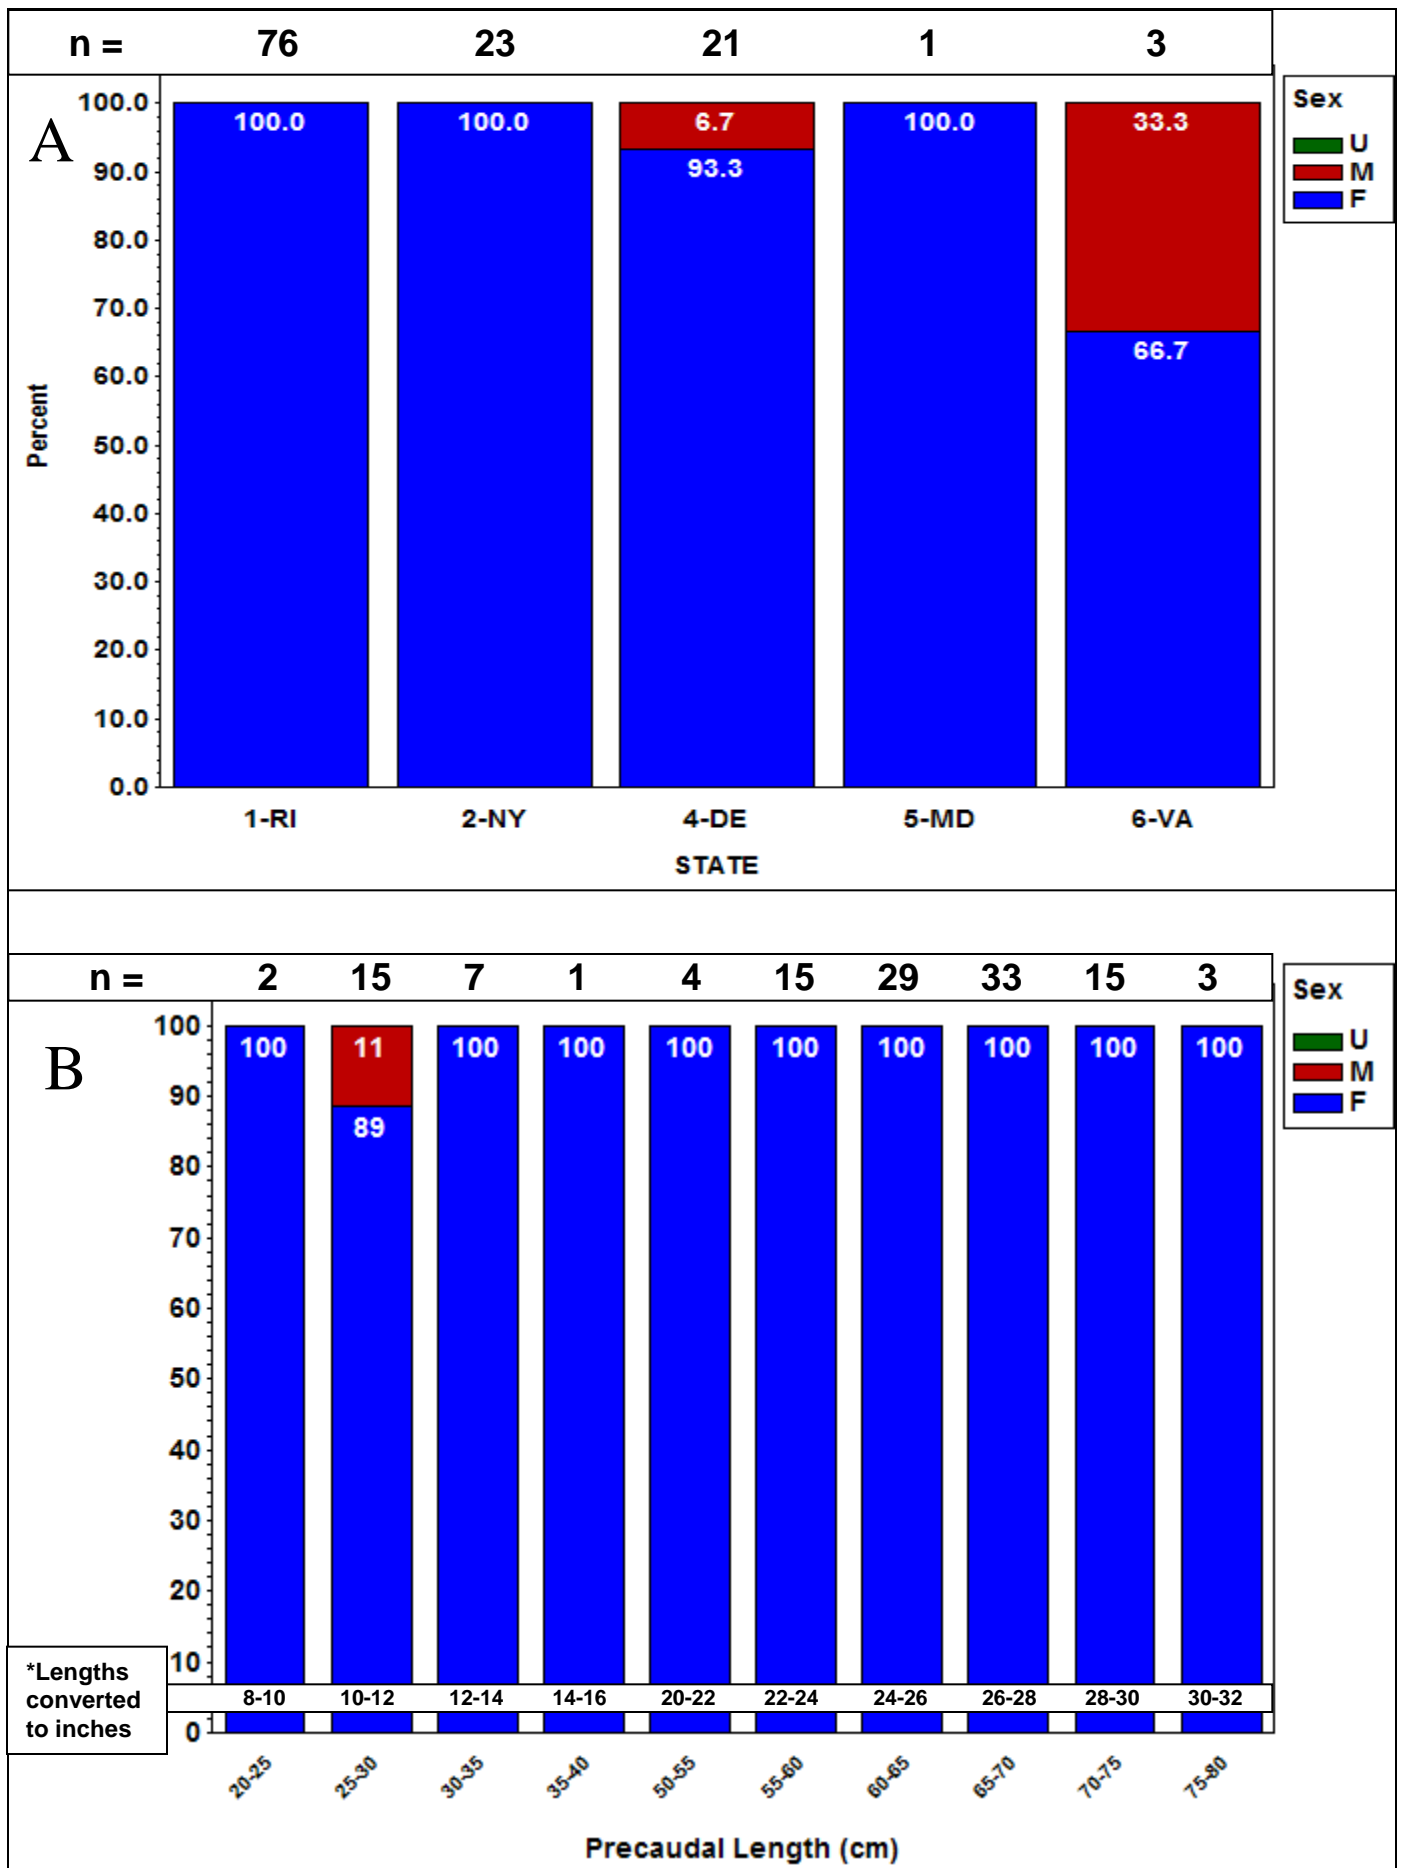 n = 76 23 21 1 3
A
Sex
U
M
F
100.0
90.0
80.0
70.0
60.0
50.0
40.0
30.0
20.0
10.0
0.0
Percent
100.0 100.0 6.7 100.0 33.3
93.3
66.7
1-RI 2-NY 4-DE 5-MD 6-VA
STATE
n = 2 15 7 1 4 15 29 33 15 3
B
Sex
U
M
F
100
90
80
70
60
50
40
30
20
10
0
100 11 100 100 100 100 100 100 100 100
89
*Lengths
converted
to inches
8-10 10-12 12-14 14-16 20-22 22-24 24-26 26-28 28-30 30-32
20-25 25-30 30-35 35-40 50-55 55-60 60-65 65-70 70-75 75-80
Precaudal Length (cm)